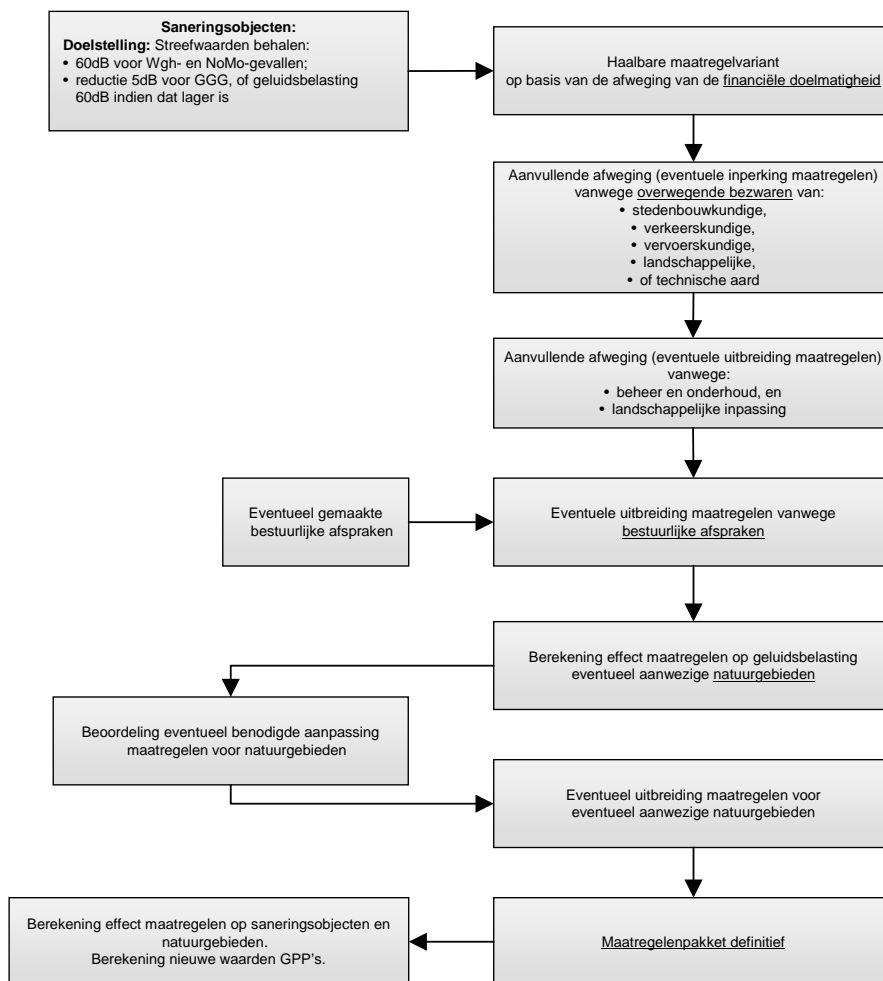 Saneringsobjecten:
Doelstelling: Streefwaarden behalen:
• 60dB voor Wgh- en NoMo-gevallen;
• reductie 5dB voor GGG, of geluidsbelasting
60dB indien dat lager is
Haalbare maatregelvariant
op basis van de afweging van de financiële doelmatigheid
Aanvullende afweging (eventuele inperking maatregelen)
vanwege overwegende bezwaren van:
• stedenbouwkundige,
• verkeerskundige,
• vervoerskundige,
• landschappelijke,
• of technische aard
Aanvullende afweging (eventuele uitbreiding maatregelen)
vanwege:
• beheer en onderhoud, en
• landschappelijke inpassing
Eventueel gemaakte
bestuurlijke afspraken
Eventuele uitbreiding maatregelen vanwege
bestuurlijke afspraken
Berekening effect maatregelen op geluidsbelasting
eventueel aanwezige natuurgebieden
Beoordeling eventueel benodigde aanpassing
maatregelen voor natuurgebieden
Eventueel uitbreiding maatregelen voor
eventueel aanwezige natuurgebieden
Berekening effect maatregelen op saneringsobjecten en
natuurgebieden.
Berekening nieuwe waarden GPP's.
Maatregelenpakket definitief